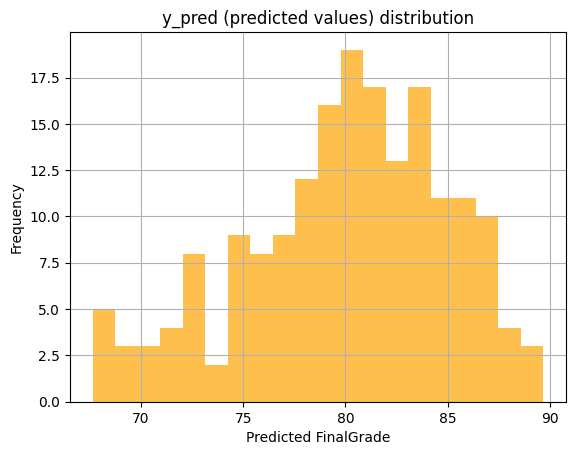 y_pred (predicted values) distribution
17.5
15.0
12.5
10.0
7.5
5.0
2.5
0.0
Frequency
70 75 80 85 90
Predicted FinalGrade